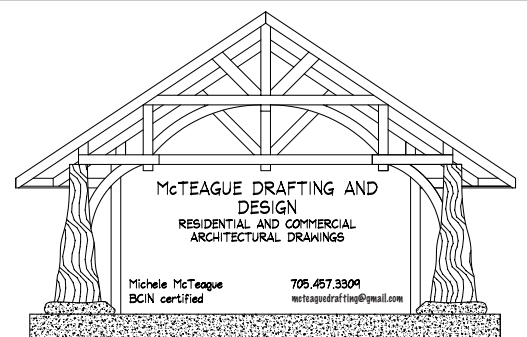 McTEAGUE DRAFTING AND
DESIGN
RESIDENTIAL AND COMMERCIAL
ARCHITECTURAL DRAWINGS
Michele McTeague 705.457.3309
BCIN certified mcteaguedrafting@gmail.com